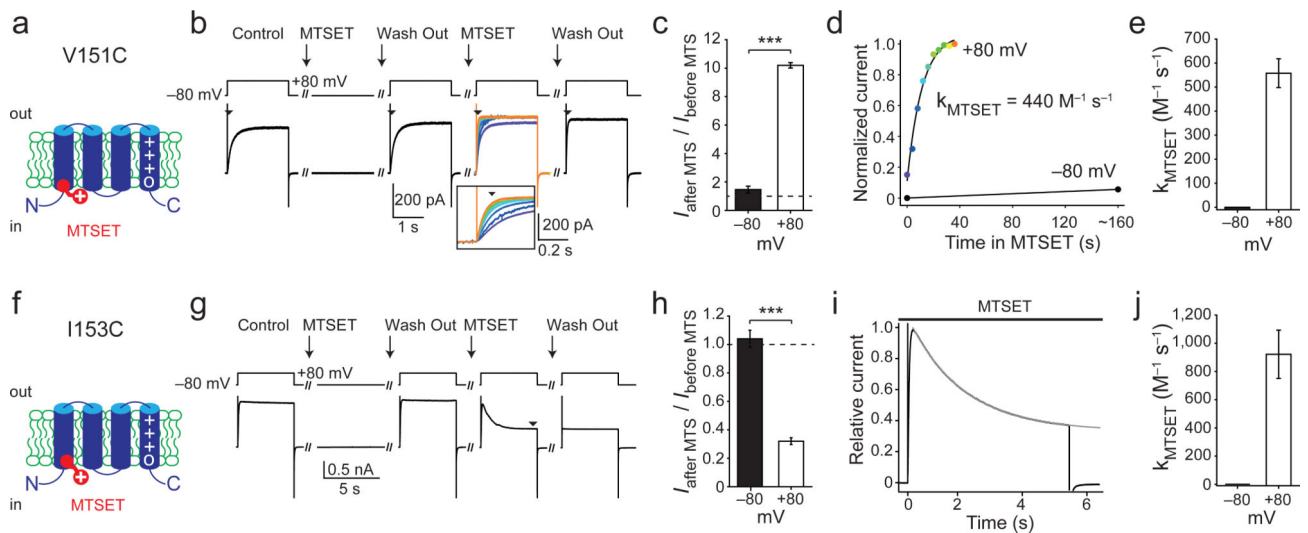 a
V151C
out
+ + + O
N
C
+
in
MTSET
b
Control
MTSET
Wash Out
MTSET
Wash Out
–80 mV
+80 mV
200 pA
1 s
200 pA
0.2 s
c
***
I after MTS / I before MTS
12
10
8
6
4
2
0
–80 +80
mV
d
Normalized current
1.0
0.8
0.6
0.4
0.2
0
+80 mV
kMTSET = 440 M–1 s–1
–80 mV
0 40 80 120 ~160
Time in MTSET (s)
e
kMTSET (M–1 s–1)
700
600
500
400
300
200
100
0
–80 +80
mV
f
I153C
out
+ + + O
N
C
+
in
MTSET
g
Control
MTSET
Wash Out
MTSET
Wash Out
–80 mV
+80 mV
0.5 nA
5 s
h
***
I after MTS / I before MTS
1.2
1.0
0.8
0.6
0.4
0.2
0
–80 +80
mV
i
MTSET
Relative current
1.0
0.8
0.6
0.4
0.2
0
0 2 4 6
Time (s)
j
kMTSET (M–1 s–1)
1,200
1,000
800
600
400
200
0
–80 +80
mV